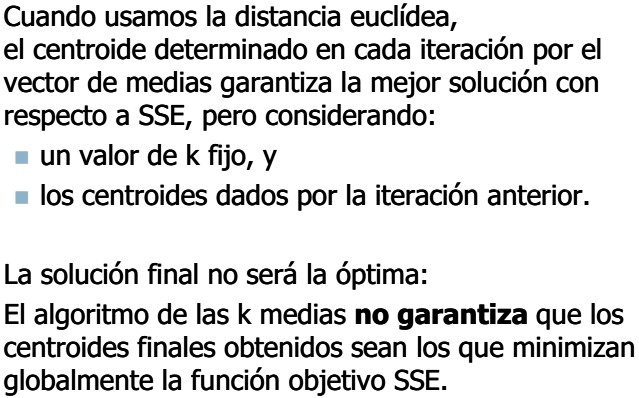 Cuando usamos la distancia euclídea,
el centroide determinado en cada iteración por el
vector de medias garantiza la mejor solución con
respecto a SSE, pero considerando:
un valor de k fijo, y
los centroides dados por la iteración anterior.
La solución final no será la óptima:
El algoritmo de las k medias no garantiza que los
centroides finales obtenidos sean los que minimizan
globalmente la función objetivo SSE.